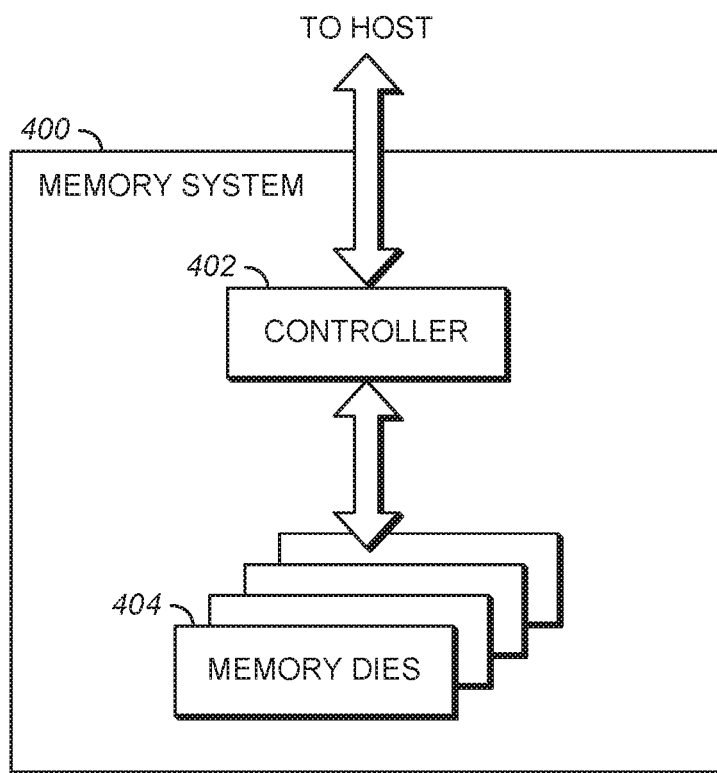 TO HOST
400
MEMORY SYSTEM
402
CONTROLLER
404
MEMORY DIES